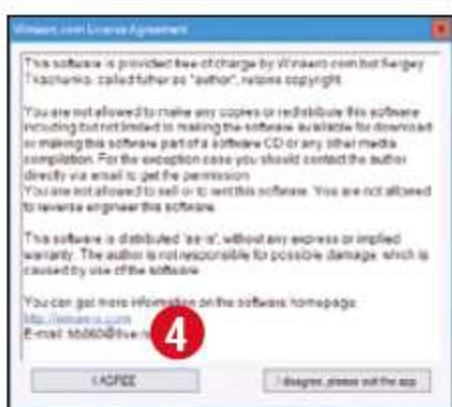 Winaero.com License Agreement
This software is provided free of charge by Winaero.com but Sergey
Tkachenko, called futher as "author", retains copyright.
You are not allowed to make any copies or redistribute this software
including but not limited to making the software available for download
or making this software part of a software CD or any other media
compilation. For the exception case you should contact the author
directly via email to get the permission.
You are not allowed to sell or to rent this software. You are not allowed
to reverse engineer this software.
This software is distributed 'as-is', without any express or implied
warranty. The author is not responsible for possible damage, which is
caused by use of the software
You can get more information on the software homepage:
http://winaero.com
E-mail:
4
I AGREE
I disagree, please exit the app